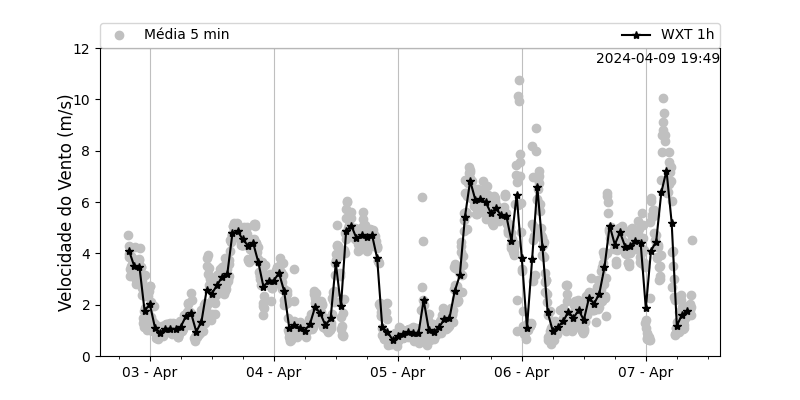 Média 5 min
WXT 1h
2024-04-09 19:49
Velocidade do Vento (m/s)
12
10
8
6
4
2
0
03 - Apr
04 - Apr
05 - Apr
06 - Apr
07 - Apr